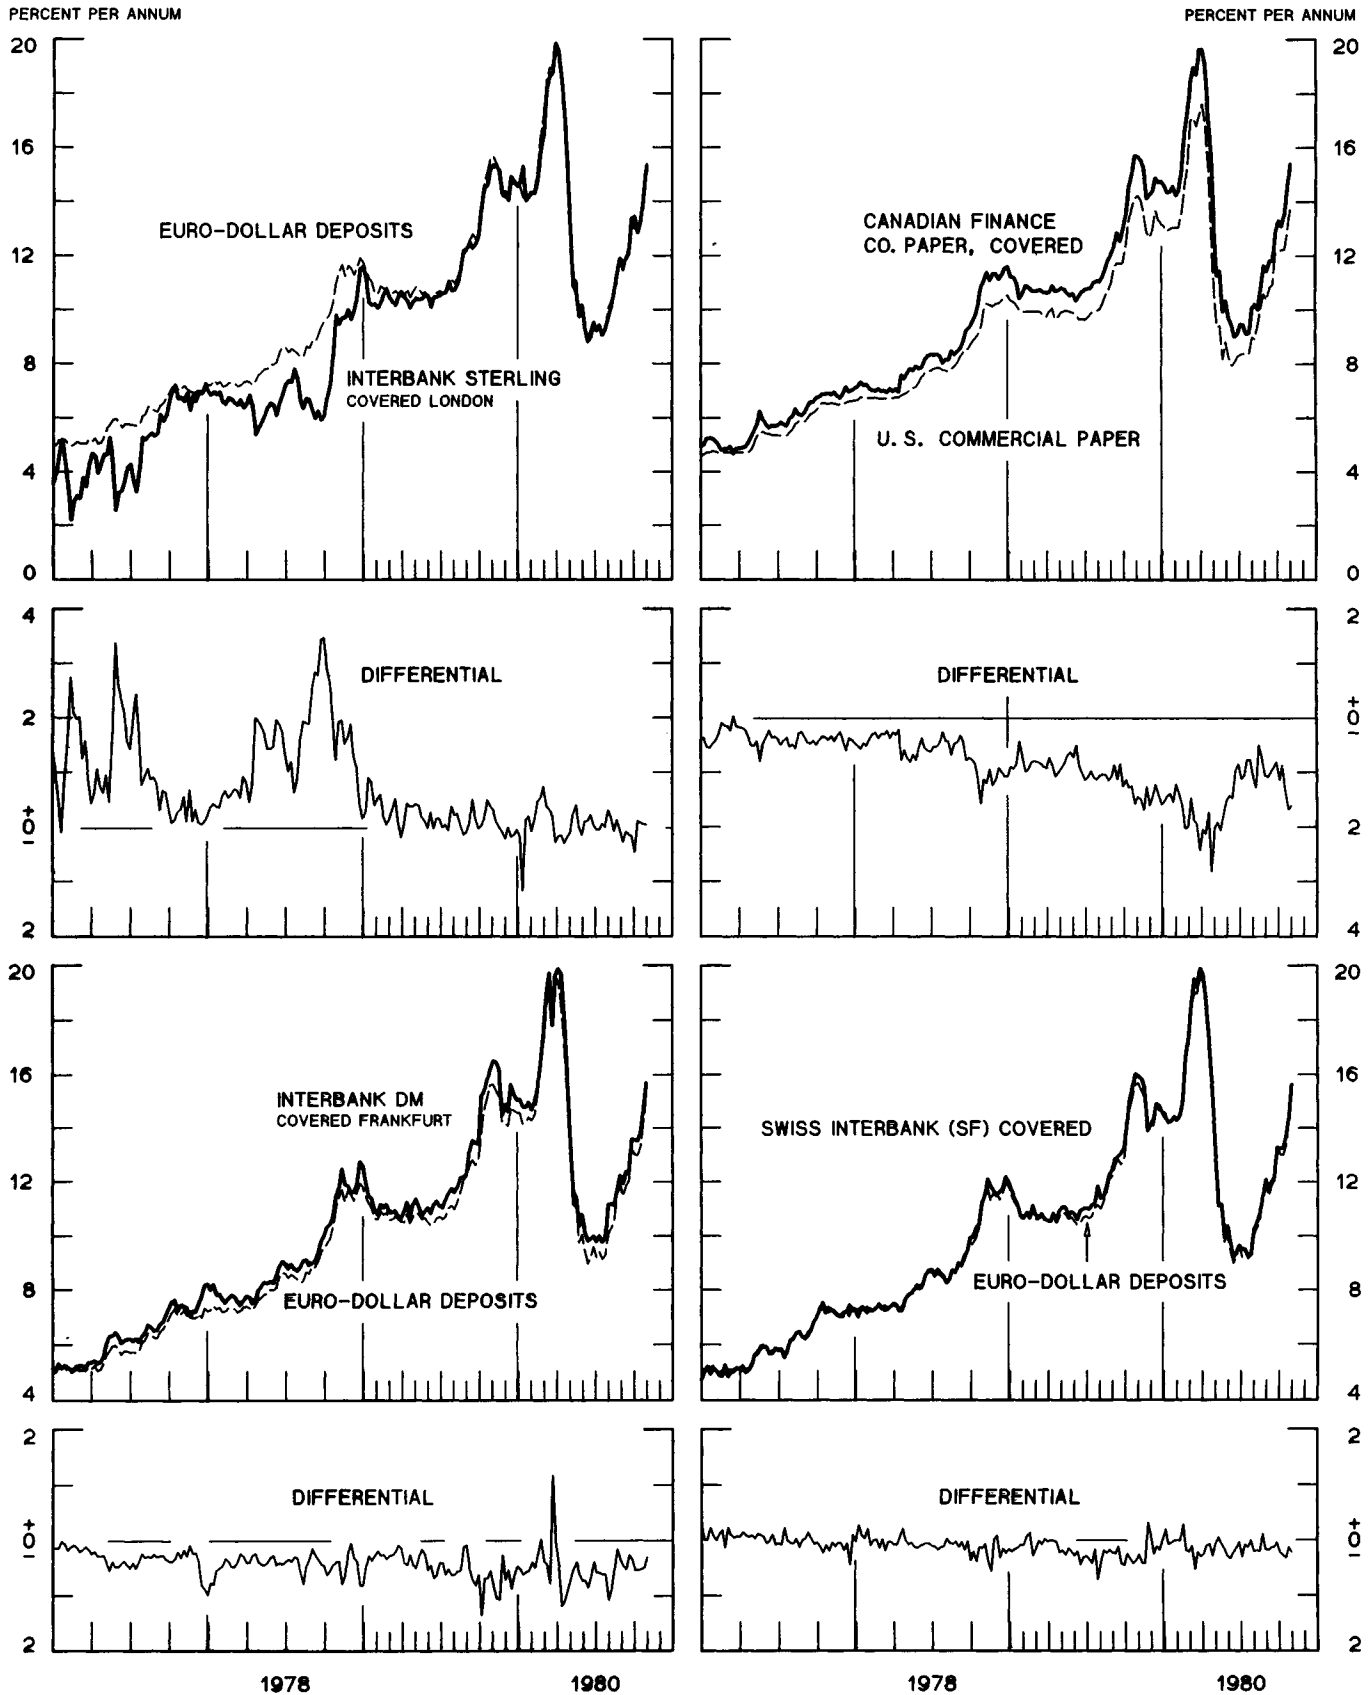 PERCENT PER ANNUM
PERCENT PER ANNUM
20
16
12
8
4
0
EURO-DOLLAR DEPOSITS
INTERBANK STERLING
COVERED LONDON
20
16
12
8
4
0
CANADIAN FINANCE
CO. PAPER, COVERED
U. S. COMMERCIAL PAPER
4
2
+
0
−
2
DIFFERENTIAL
2
+
0
−
2
4
DIFFERENTIAL
20
16
12
8
4
INTERBANK DM
COVERED FRANKFURT
EURO-DOLLAR DEPOSITS
20
16
12
8
4
SWISS INTERBANK (SF) COVERED
EURO-DOLLAR DEPOSITS
2
+
0
−
2
DIFFERENTIAL
2
+
0
−
2
DIFFERENTIAL
1978
1980
1978
1980